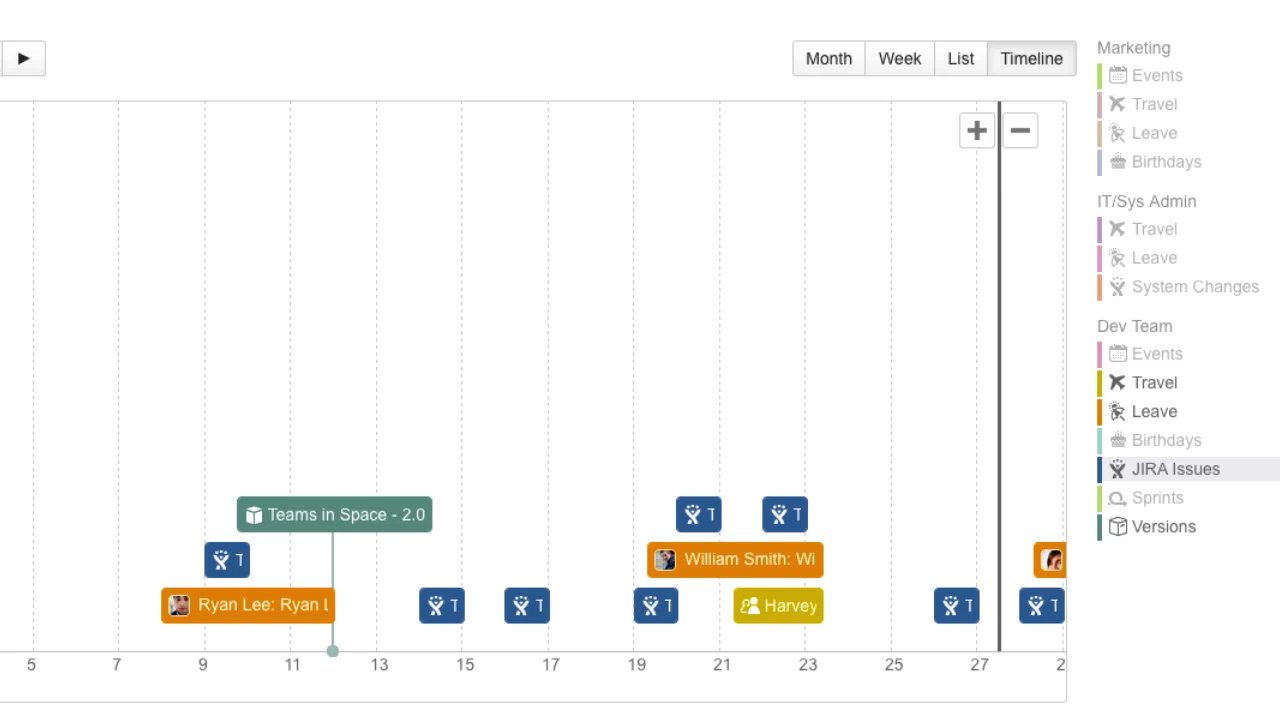 Month Week List Timeline
Marketing
Events
Travel
Leave
Birthdays
IT/Sys Admin
Travel
Leave
System Changes
Dev Team
Events
Travel
Leave
Birthdays
JIRA Issues
Sprints
Versions
Teams in Space - 2.0 T T
T William Smith: Wi
Ryan Lee: Ryan L T T T Harvey T T
5 7 9 11 13 15 17 19 21 23 25 27 2